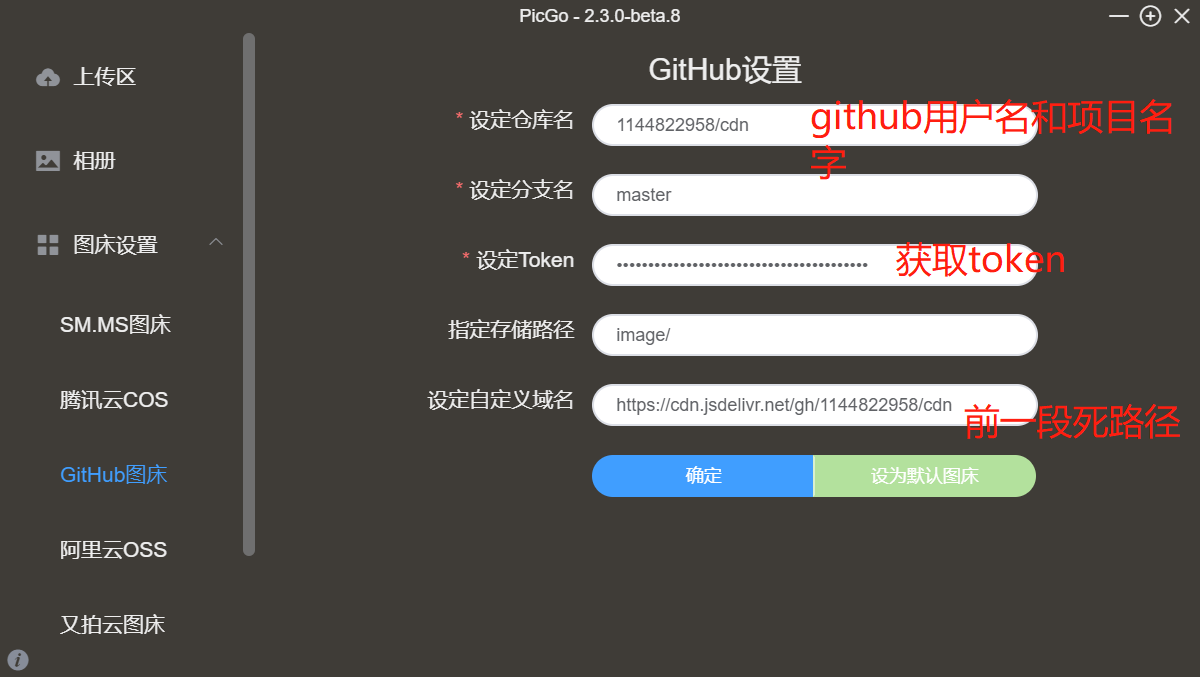 PicGo - 2.3.0-beta.8
上传区
相册
图床设置
SM.MS图床
腾讯云COS
GitHub图床
阿里云OSS
又拍云图床
GitHub设置
* 设定仓库名
1144822958/cdn
github用户名和项目名
字
* 设定分支名
master
* 设定Token
••••••••••••••••••••••••••••••••••••••••
获取token
指定存储路径
image/
设定自定义域名
https://cdn.jsdelivr.net/gh/1144822958/cdn
前一段死路径
确定
设为默认图床